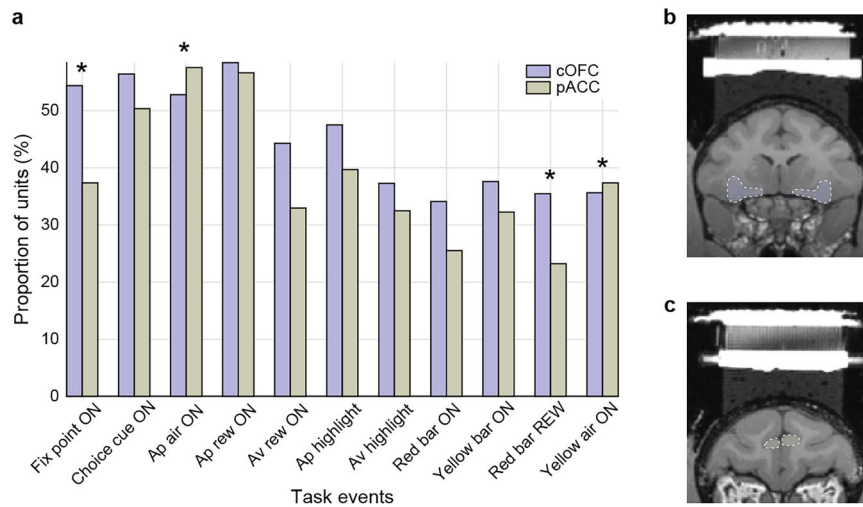 a
*
*
*
*
cOFC
pACC
Proportion of units (%)
50
40
30
20
10
0
Fix point ON
Choice cue ON
Ap air ON
Ap rew ON
Av rew ON
Ap highlight
Av highlight
Red bar ON
Yellow bar ON
Red bar REW
Yellow air ON
Task events
b
c